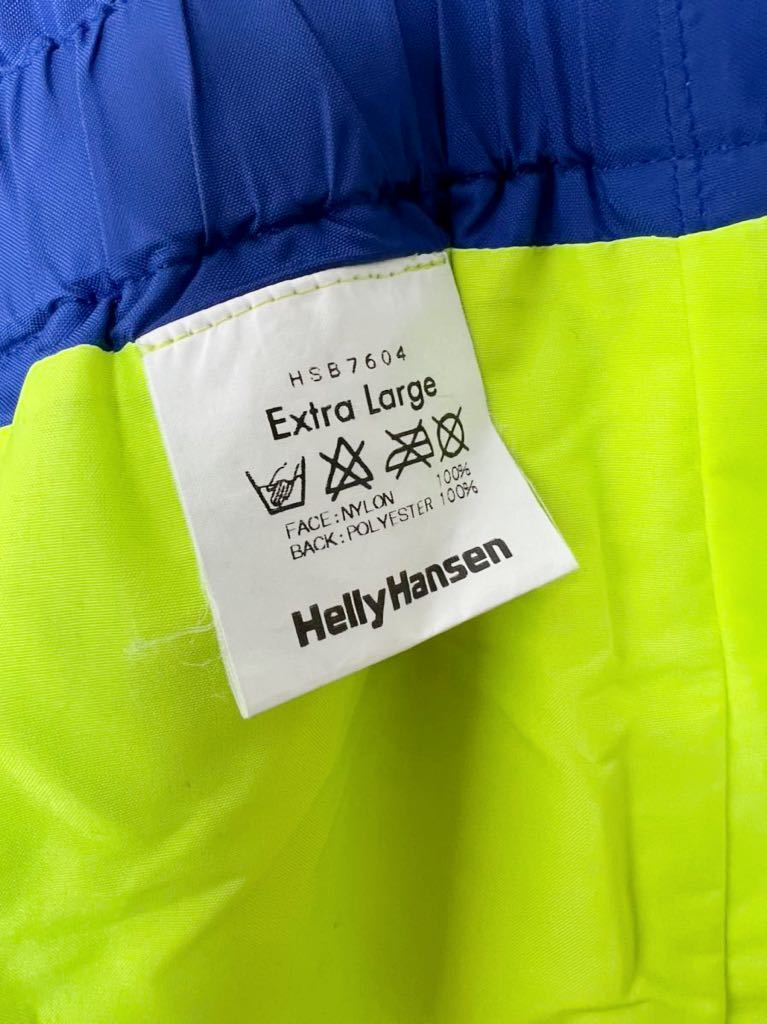 HSB7604
Extra Large
FACE:NYLON 100%
BACK:POLYESTER 100%
HellyHansen